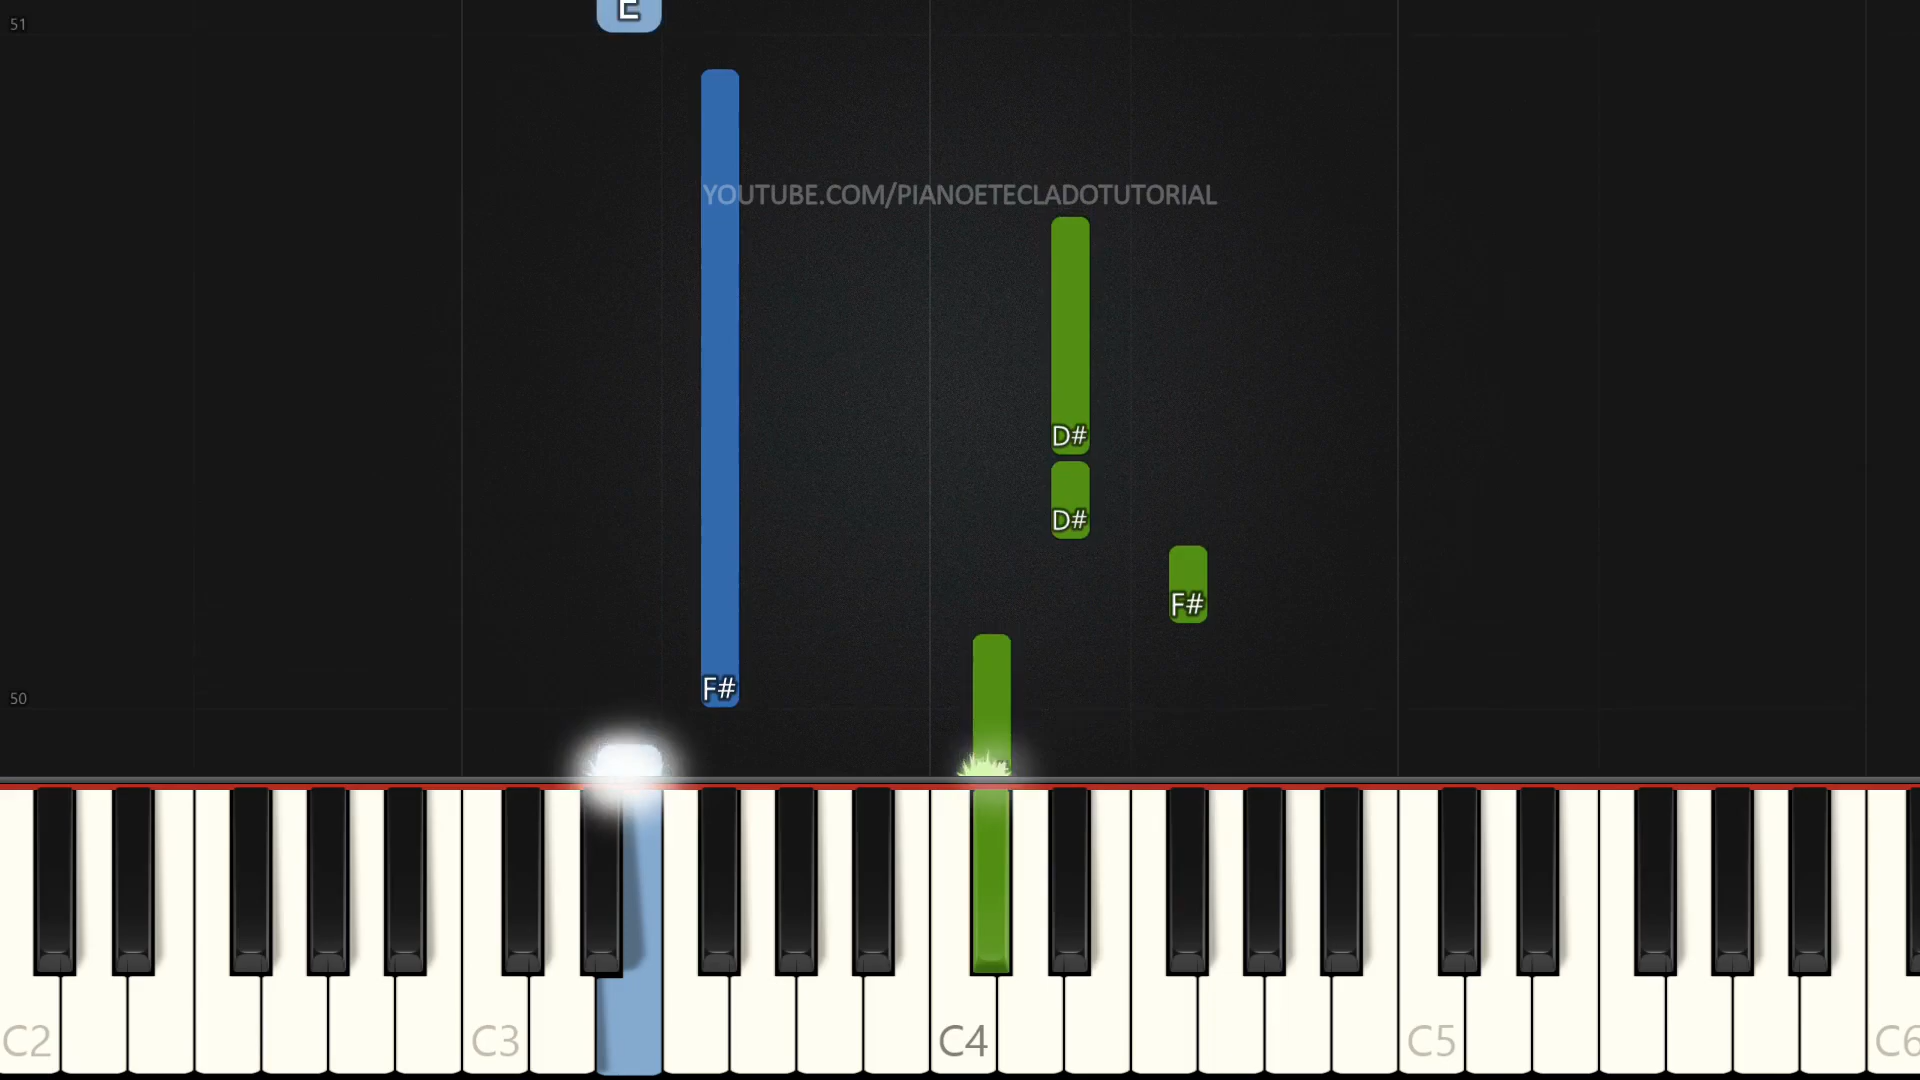 51
E
YOUTUBE.COM/PIANOETECLADOTUTORIAL
D#
D#
F#
F#
50
C2
C3
C4
C5
C6